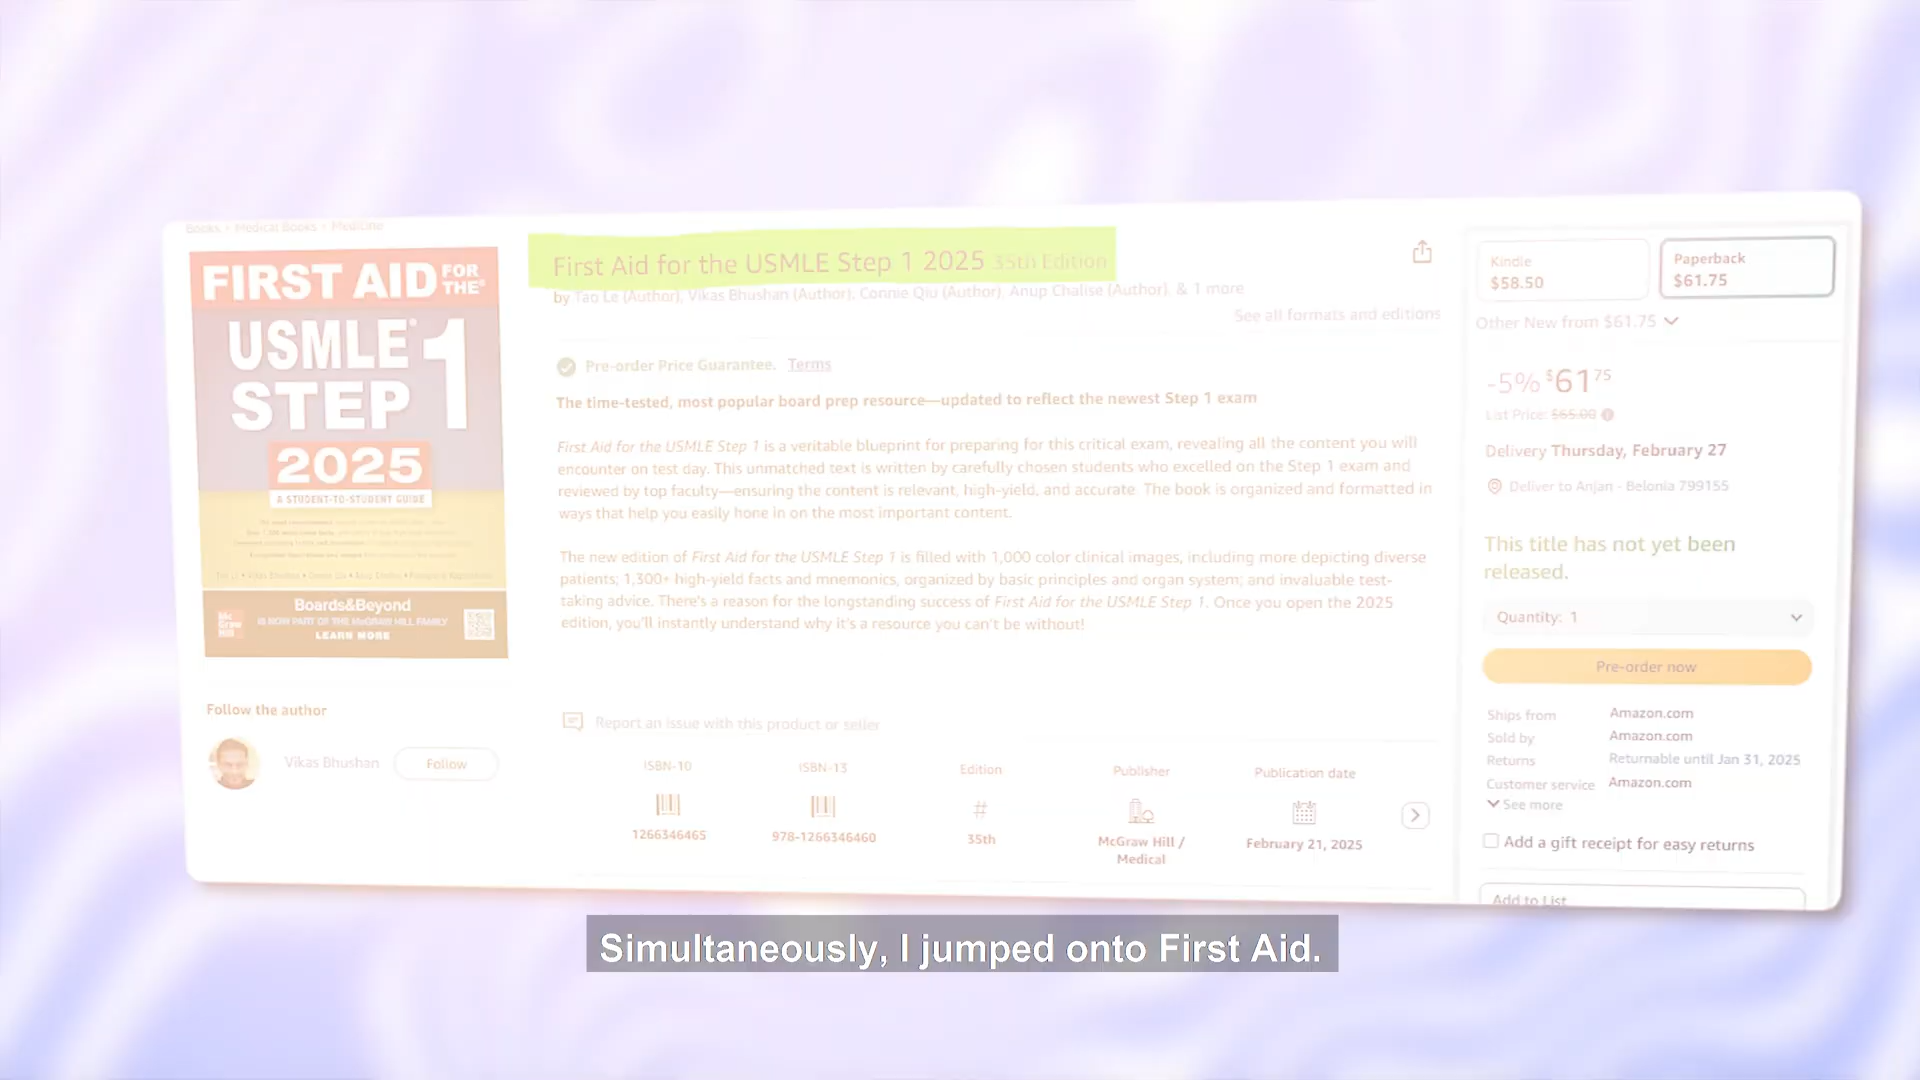 Books › Medical Books › Medicine
FIRST AID FOR THE®
USMLE®
STEP 1
2025
A STUDENT-TO-STUDENT GUIDE
Boards&Beyond
IS NOW PART OF THE McGRAW HILL FAMILY
LEARN MORE
Mc
Graw
Hill
Follow the author
Vikas Bhushan
Follow
First Aid for the USMLE Step 1 2025 35th Edition
by Tao Le (Author), Vikas Bhushan (Author), Connie Qiu (Author), Anup Chalise (Author), & 1 more
See all formats and editions
Pre-order Price Guarantee. Terms
The time-tested, most popular board prep resource—updated to reflect the newest Step 1 exam
First Aid for the USMLE Step 1 is a veritable blueprint for preparing for this critical exam, revealing all the content you will
encounter on test day. This unmatched text is written by carefully chosen students who excelled on the Step 1 exam and
reviewed by top faculty—ensuring the content is relevant, high-yield, and accurate. The book is organized and formatted in
ways that help you easily hone in on the most important content.
The new edition of First Aid for the USMLE Step 1 is filled with 1,000 color clinical images, including more depicting diverse
patients; 1,300+ high-yield facts and mnemonics, organized by basic principles and organ system; and invaluable test-
taking advice. There's a reason for the longstanding success of First Aid for the USMLE Step 1. Once you open the 2025
edition, you'll instantly understand why it's a resource you can't be without!
Report an issue with this product or seller
ISBN-10
1266346465
ISBN-13
978-1266346460
Edition
#
35th
Publisher
McGraw Hill /
Medical
Publication date
February 21, 2025
Kindle
$58.50
Paperback
$61.75
Other New from $61.75
-5% $61 75
List Price: $65.00
Delivery Thursday, February 27
Deliver to Anjan - Belonia 799155
This title has not yet been
released.
Quantity: 1
Pre-order now
Ships from Amazon.com
Sold by Amazon.com
Returns Returnable until Jan 31, 2025
Customer service Amazon.com
See more
Add a gift receipt for easy returns
Add to List
Simultaneously, I jumped onto First Aid.